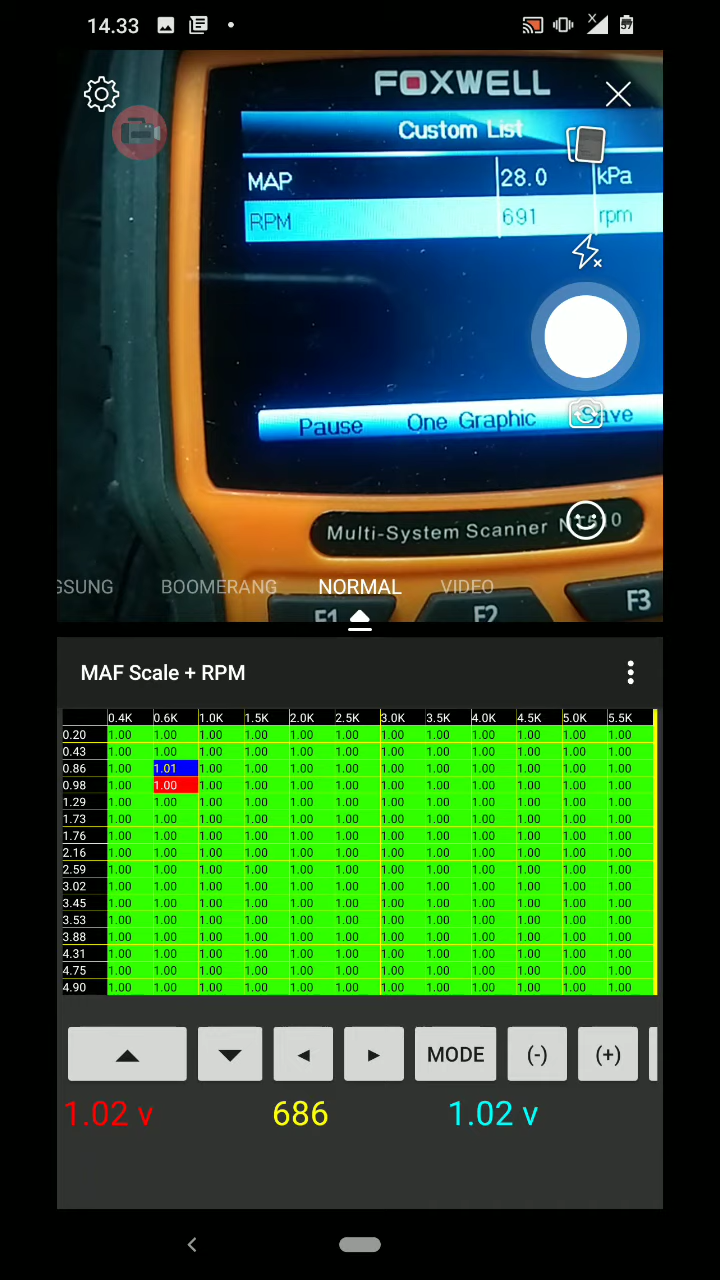 14.33
57
FOXWELL
Custom List
MAP 28.0 kPa
RPM 691 rpm
Pause One Graphic Save
Multi-System Scanner
GSUNG BOOMERANG NORMAL VIDEO
F1 F2 F3
MAF Scale + RPM
0.4K 0.6K 1.0K 1.5K 2.0K 2.5K 3.0K 3.5K 4.0K 4.5K 5.0K 5.5K
0.20 1.00 1.00 1.00 1.00 1.00 1.00 1.00 1.00 1.00 1.00 1.00 1.00
0.43 1.00 1.00 1.00 1.00 1.00 1.00 1.00 1.00 1.00 1.00 1.00 1.00
0.86 1.00 1.01 1.00 1.00 1.00 1.00 1.00 1.00 1.00 1.00 1.00 1.00
0.98 1.00 1.00 1.00 1.00 1.00 1.00 1.00 1.00 1.00 1.00 1.00 1.00
1.29 1.00 1.00 1.00 1.00 1.00 1.00 1.00 1.00 1.00 1.00 1.00 1.00
1.73 1.00 1.00 1.00 1.00 1.00 1.00 1.00 1.00 1.00 1.00 1.00 1.00
1.76 1.00 1.00 1.00 1.00 1.00 1.00 1.00 1.00 1.00 1.00 1.00 1.00
2.16 1.00 1.00 1.00 1.00 1.00 1.00 1.00 1.00 1.00 1.00 1.00 1.00
2.59 1.00 1.00 1.00 1.00 1.00 1.00 1.00 1.00 1.00 1.00 1.00 1.00
3.02 1.00 1.00 1.00 1.00 1.00 1.00 1.00 1.00 1.00 1.00 1.00 1.00
3.45 1.00 1.00 1.00 1.00 1.00 1.00 1.00 1.00 1.00 1.00 1.00 1.00
3.53 1.00 1.00 1.00 1.00 1.00 1.00 1.00 1.00 1.00 1.00 1.00 1.00
3.88 1.00 1.00 1.00 1.00 1.00 1.00 1.00 1.00 1.00 1.00 1.00 1.00
4.31 1.00 1.00 1.00 1.00 1.00 1.00 1.00 1.00 1.00 1.00 1.00 1.00
4.75 1.00 1.00 1.00 1.00 1.00 1.00 1.00 1.00 1.00 1.00 1.00 1.00
4.90 1.00 1.00 1.00 1.00 1.00 1.00 1.00 1.00 1.00 1.00 1.00 1.00
MODE (-) (+)
1.02 v 686 1.02 v